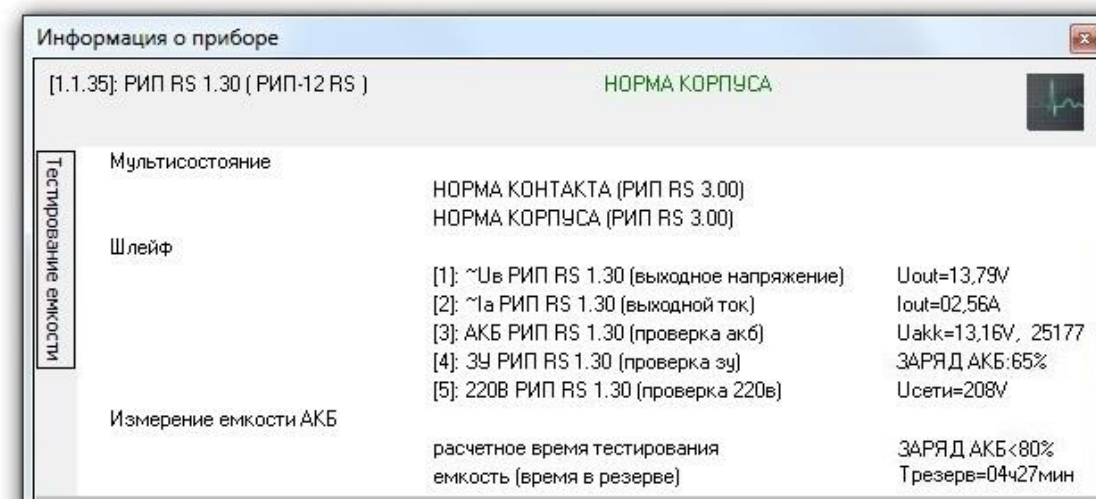 Информация о приборе
[1.1.35]: РИП RS 1.30 ( РИП-12 RS ) НОРМА КОРПУСА
Тестирование емкости
Мультисостояние
НОРМА КОНТАКТА (РИП RS 3.00)
НОРМА КОРПУСА (РИП RS 3.00)
Шлейф
[1]: ~Uв РИП RS 1.30 (выходное напряжение) Uout=13,79V
[2]: ~1а РИП RS 1.30 (выходной ток) Iout=02,56A
[3]: АКБ РИП RS 1.30 (проверка акб) Uakk=13,16V, 25177
[4]: ЗУ РИП RS 1.30 (проверка зу) ЗАРЯД АКБ:65%
[5]: 220В РИП RS 1.30 (проверка 220в) Uсети=208V
Измерение емкости АКБ
расчетное время тестирования ЗАРЯД АКБ<80%
емкость (время в резерве) Tрезерв=04ч27мин